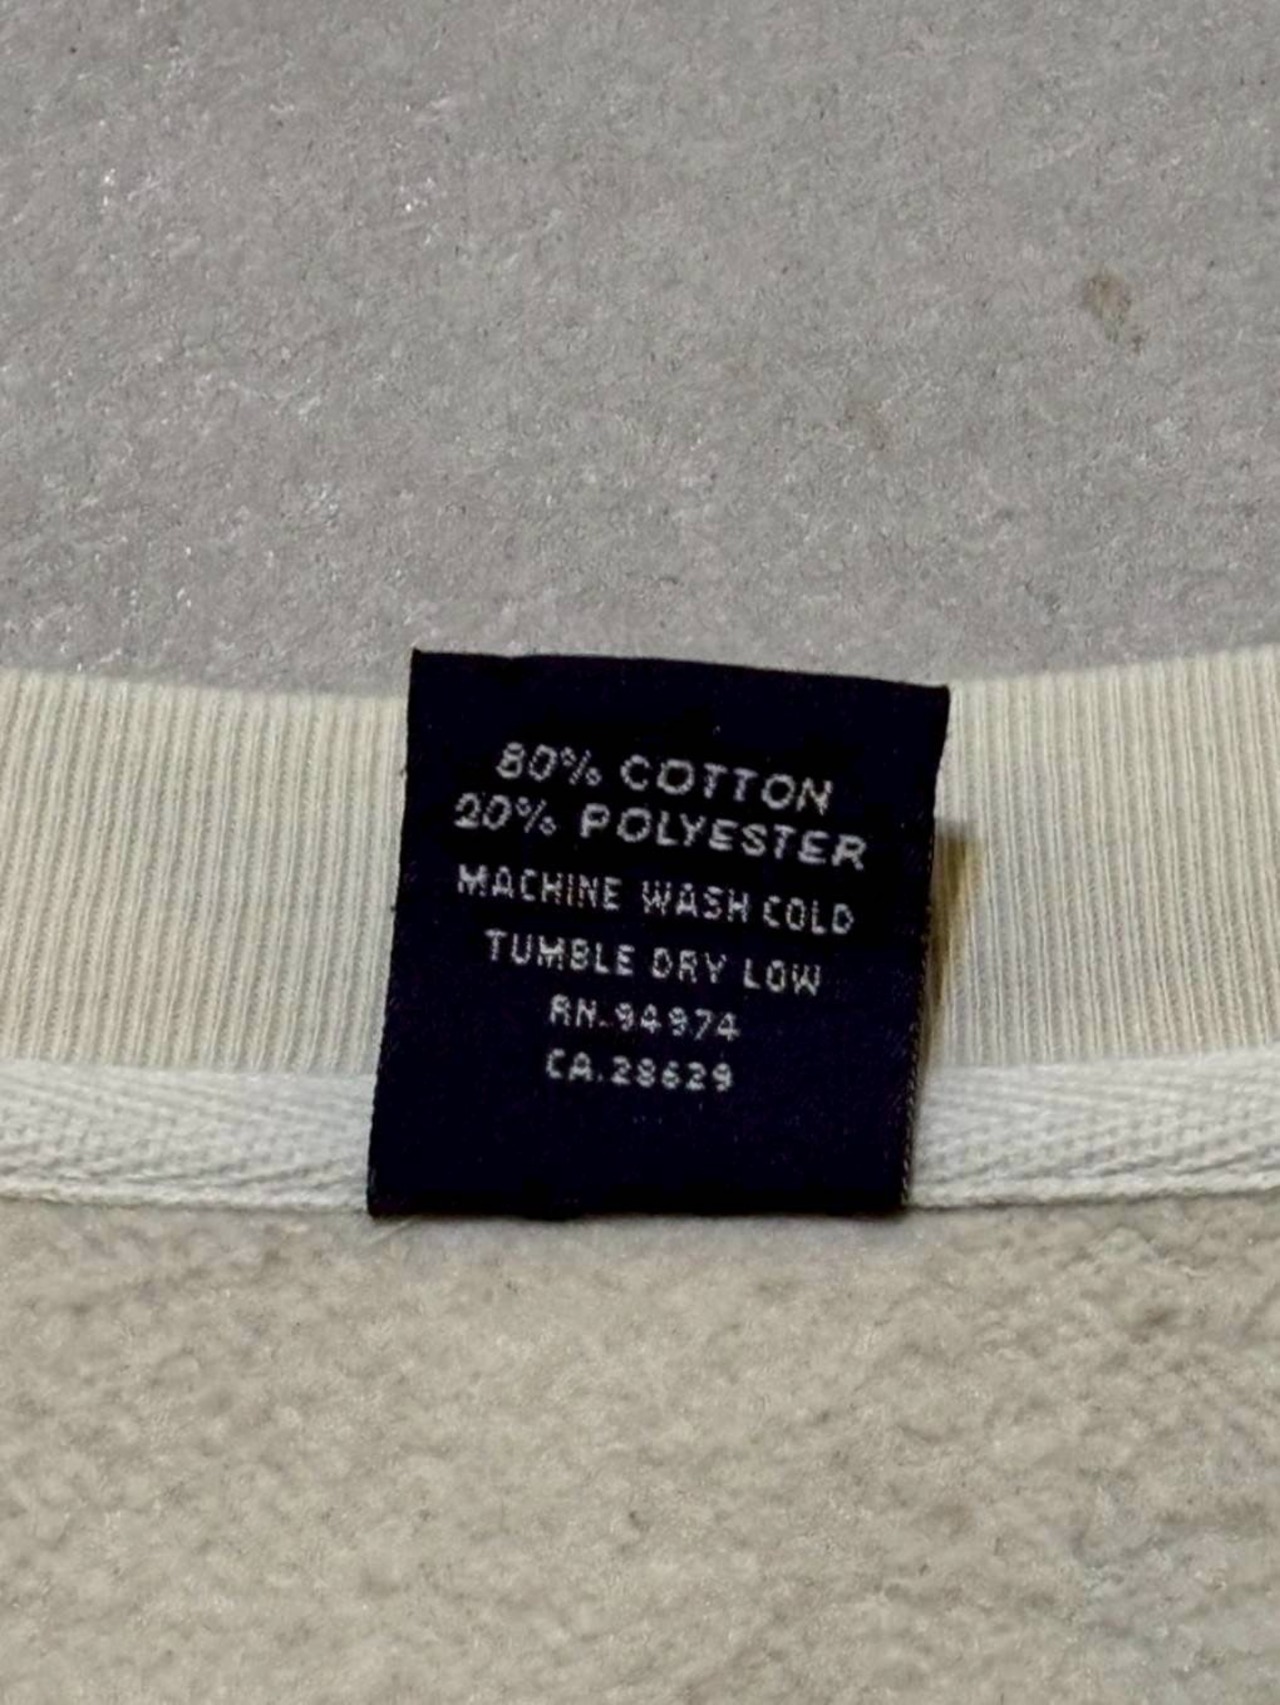 80% COTTON
20% POLYESTER
MACHINE WASH COLD
TUMBLE DRY LOW
RN.94974
CA.28629